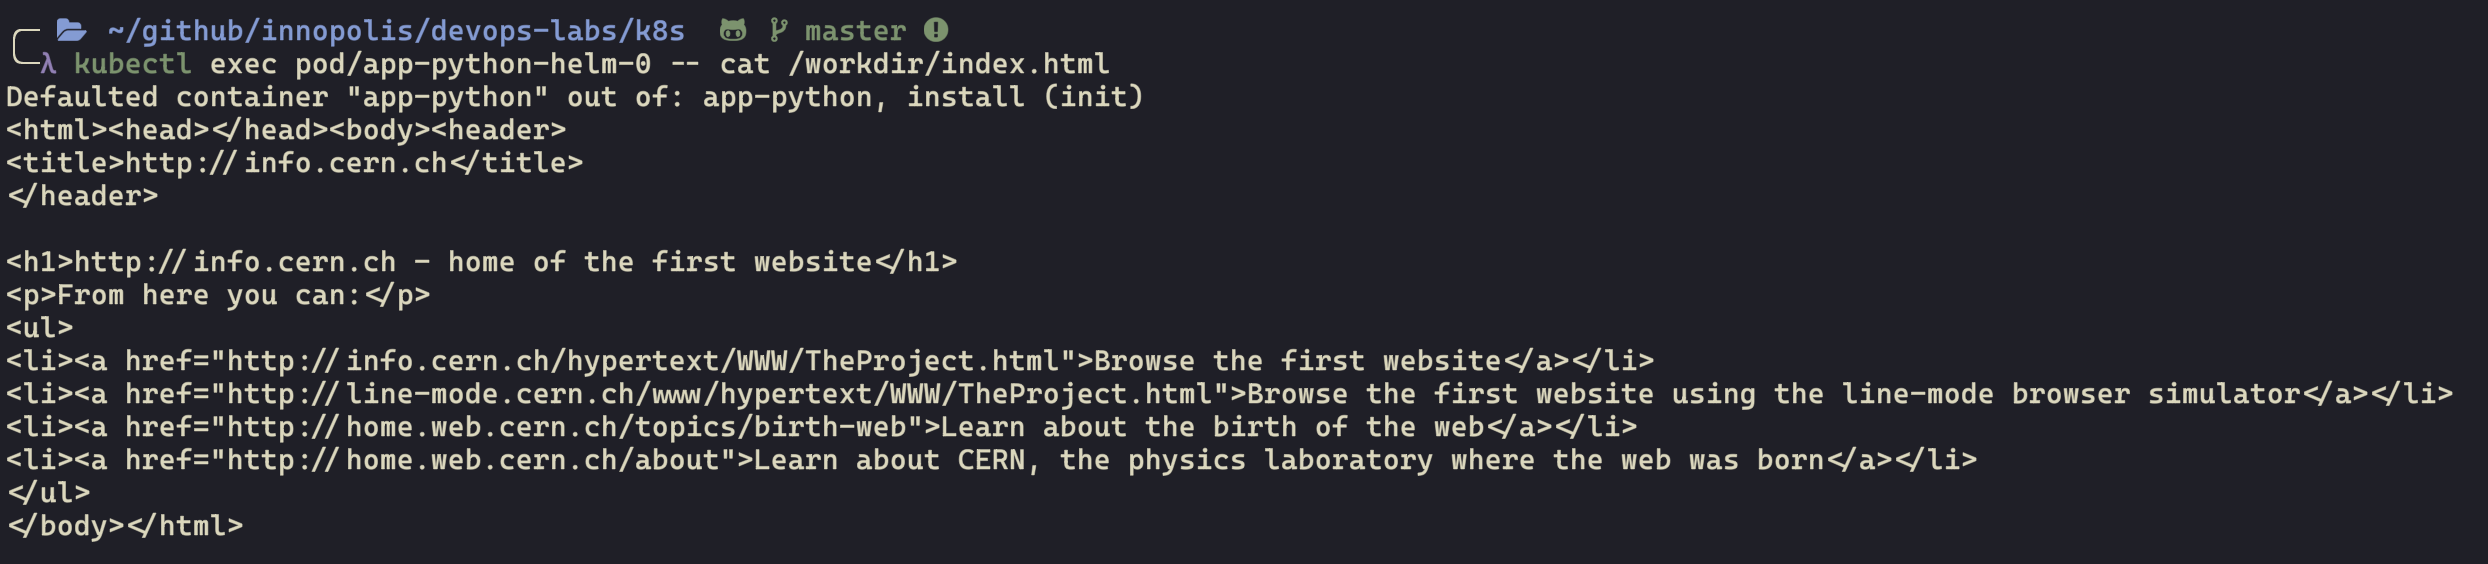 ~/github/innopolis/devops-labs/k8s master
λ kubectl exec pod/app-python-helm-0 -- cat /workdir/index.html
Defaulted container "app-python" out of: app-python, install (init)
<html><head></head><body><header>
<title>http://info.cern.ch</title>
</header>
<h1>http://info.cern.ch - home of the first website</h1>
<p>From here you can:</p>
<ul>
<li><a href="http://info.cern.ch/hypertext/WWW/TheProject.html">Browse the first website</a></li>
<li><a href="http://line-mode.cern.ch/www/hypertext/WWW/TheProject.html">Browse the first website using the line-mode browser simulator</a></li>
<li><a href="http://home.web.cern.ch/topics/birth-web">Learn about the birth of the web</a></li>
<li><a href="http://home.web.cern.ch/about">Learn about CERN, the physics laboratory where the web was born</a></li>
</ul>
</body></html>